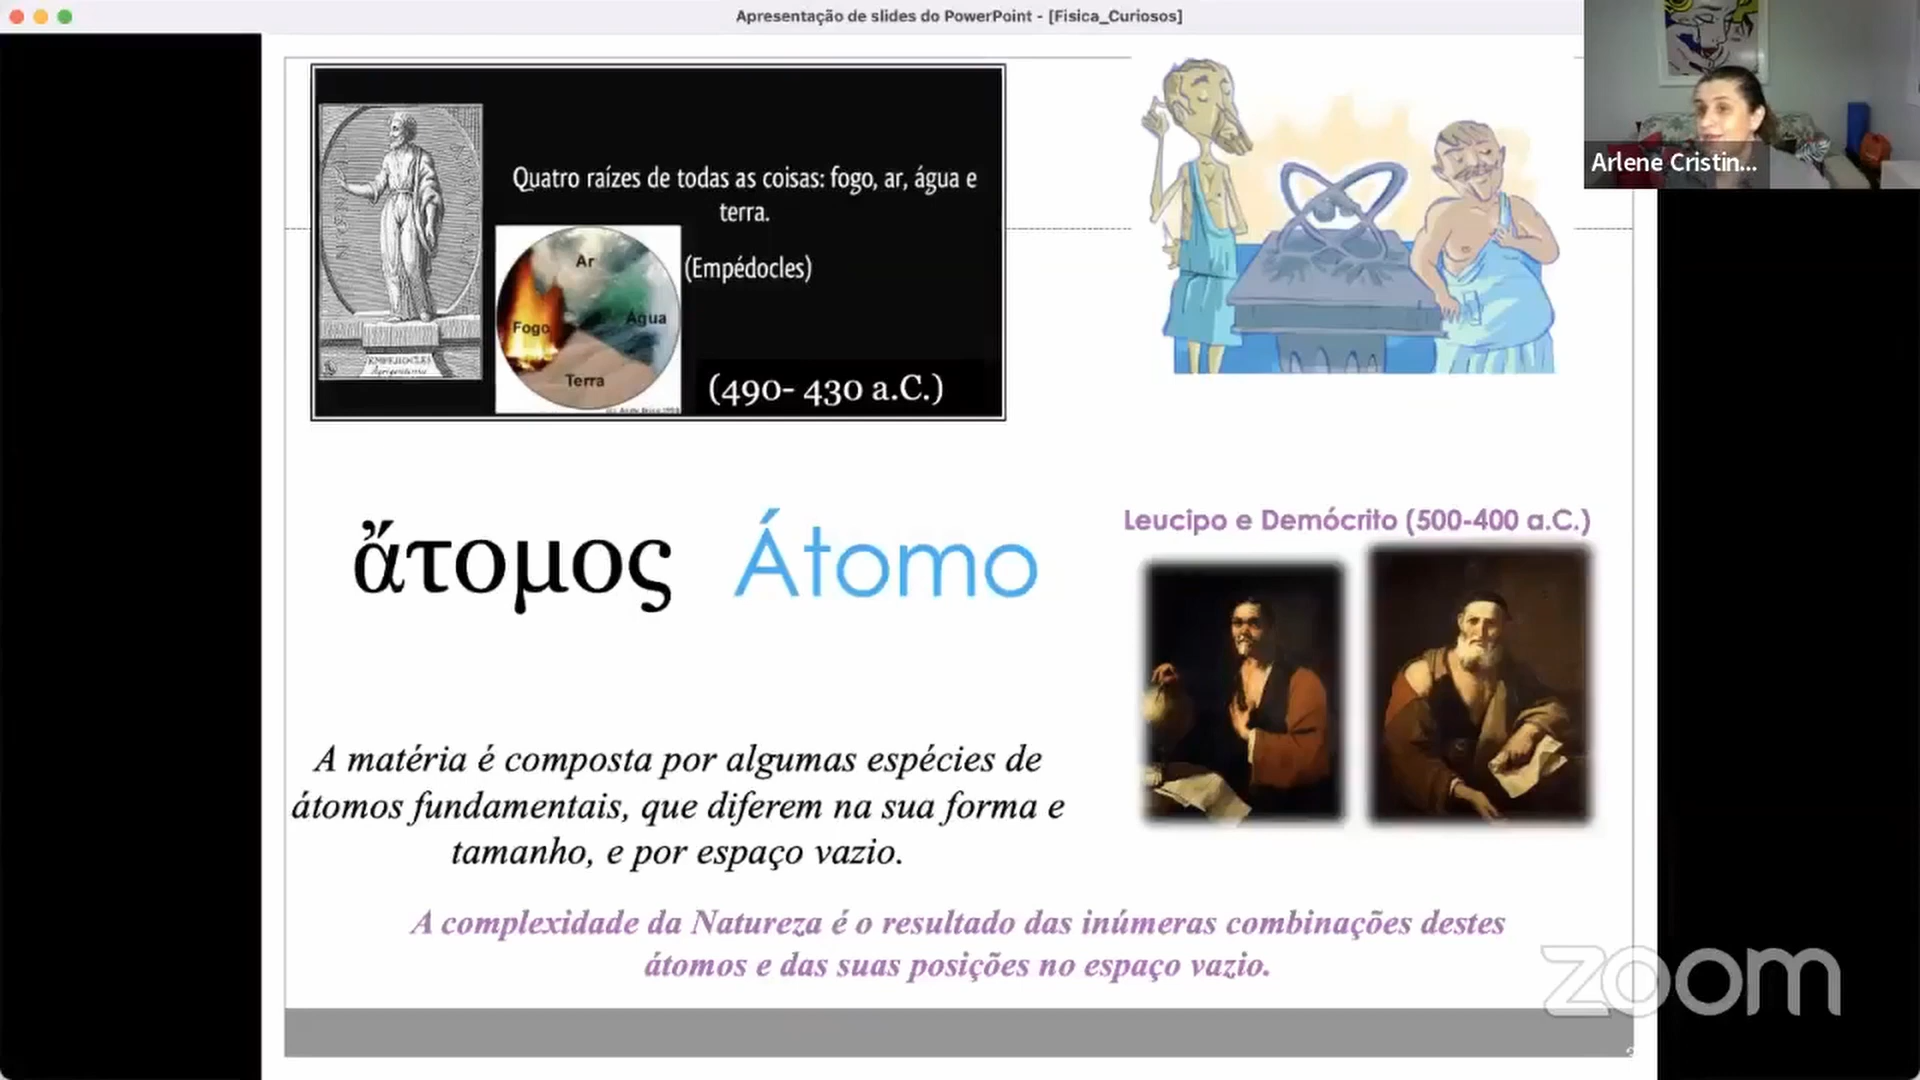 Apresentação de slides do PowerPoint - [Fisica_Curiosos]
Arlene Cristin...
Quatro raízes de todas as coisas: fogo, ar, água e
terra.
(Empédocles)
Ar
Fogo
Água
Terra
EMPEDOCLES
(490- 430 a.C.)
ἄτομος Átomo
Leucipo e Demócrito (500-400 a.C.)
A matéria é composta por algumas espécies de
átomos fundamentais, que diferem na sua forma e
tamanho, e por espaço vazio.
A complexidade da Natureza é o resultado das inúmeras combinações destes
átomos e das suas posições no espaço vazio.
zoom